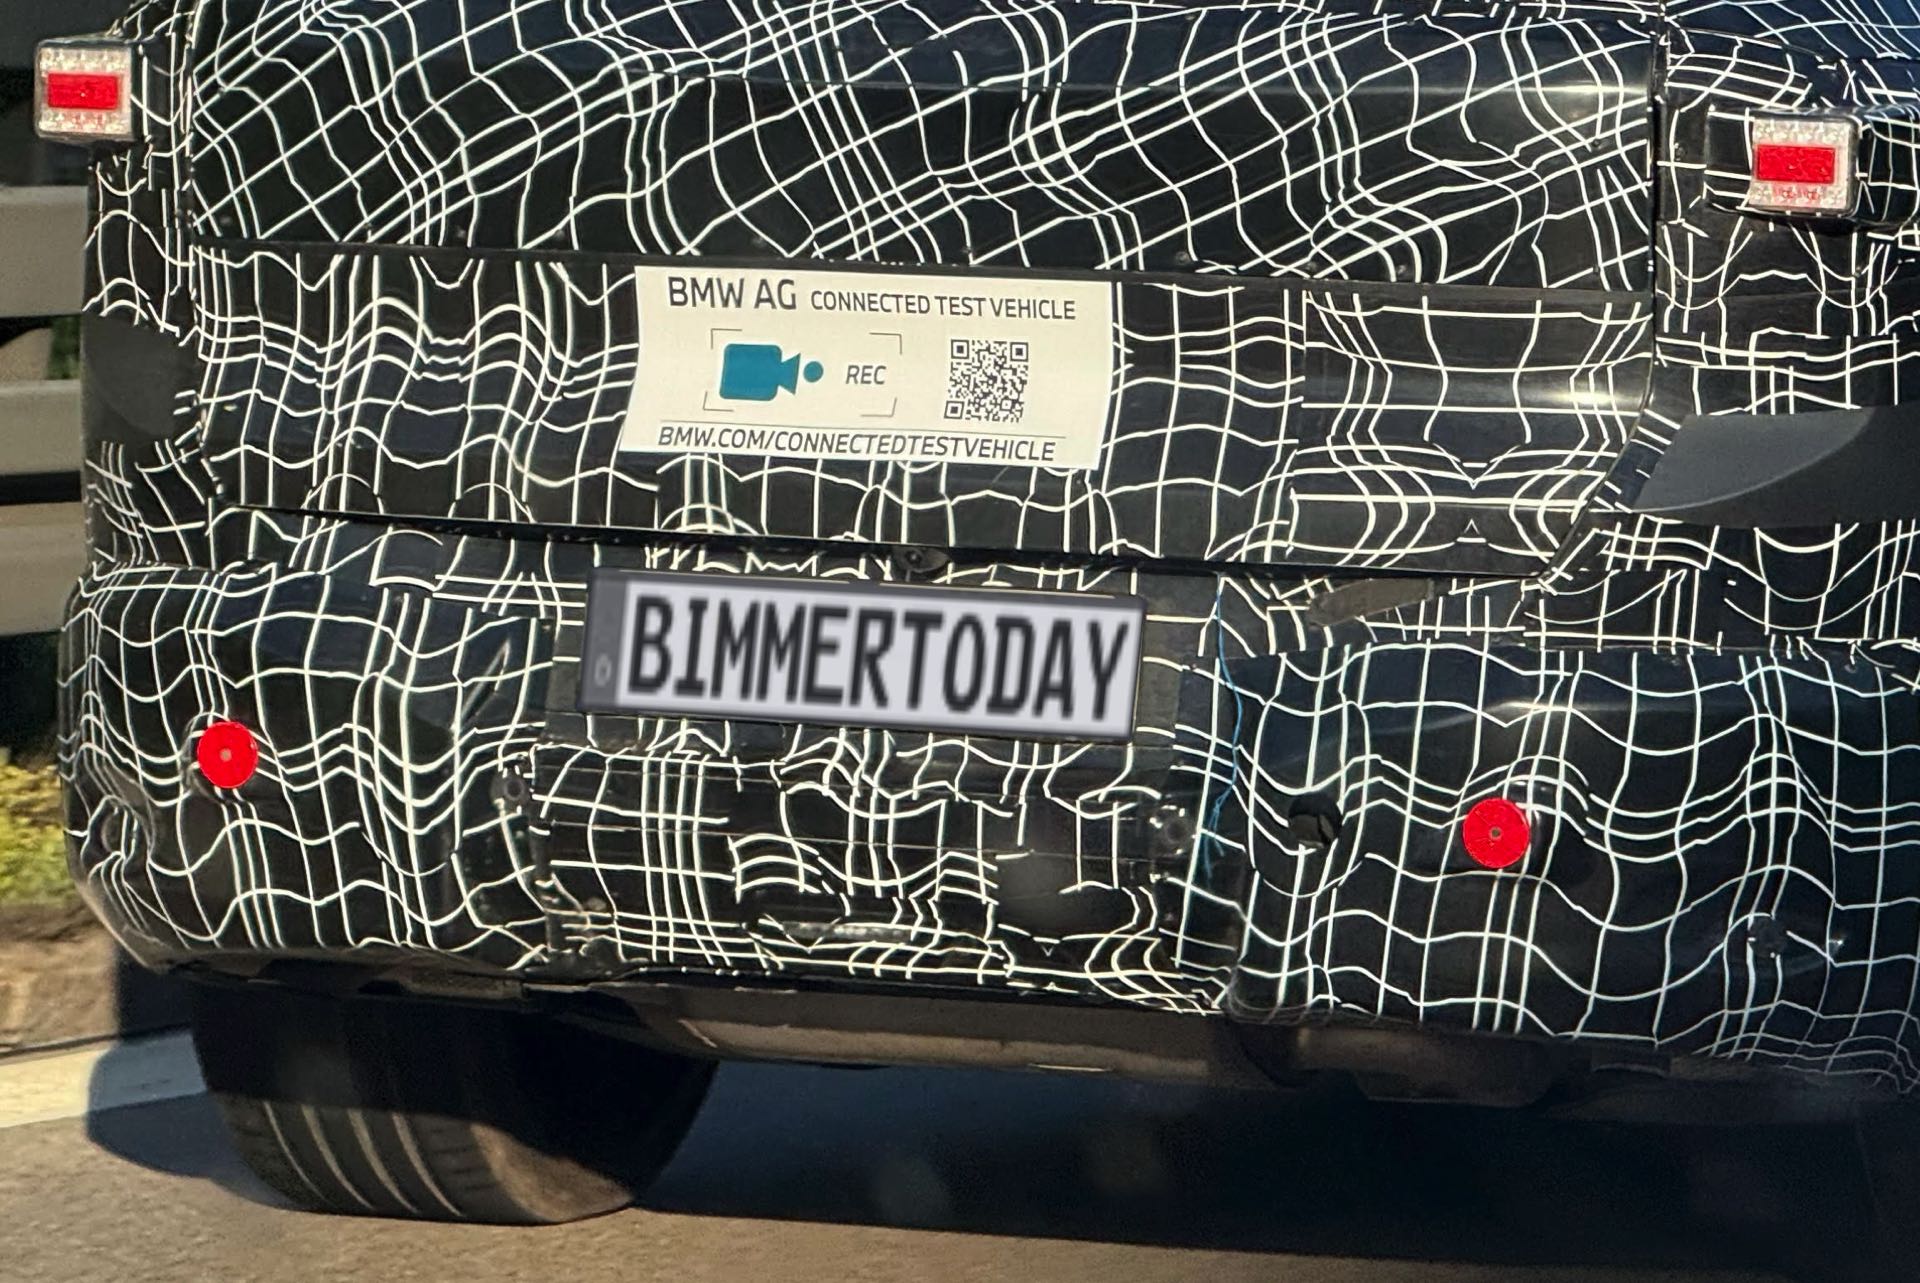 BMW AG CONNECTED TEST VEHICLE
REC
BMW.COM/CONNECTEDTESTVEHICLE
D
BIMMERTODAY